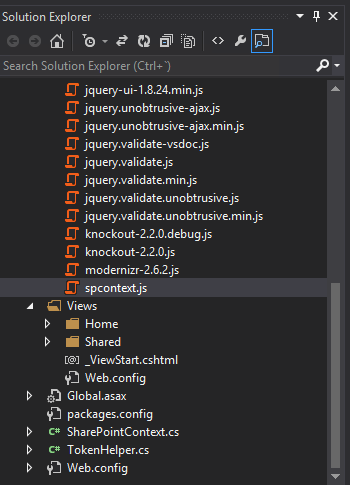 Solution Explorer
Search Solution Explorer (Ctrl+`)
jquery-ui-1.8.24.min.js
jquery.unobtrusive-ajax.js
jquery.unobtrusive-ajax.min.js
jquery.validate-vsdoc.js
jquery.validate.js
jquery.validate.min.js
jquery.validate.unobtrusive.js
jquery.validate.unobtrusive.min.js
knockout-2.2.0.debug.js
knockout-2.2.0.js
modernizr-2.6.2.js
spcontext.js
Views
Home
Shared
[@] _ViewStart.cshtml
Web.config
Global.asax
packages.config
C# SharePointContext.cs
C# TokenHelper.cs
Web.config